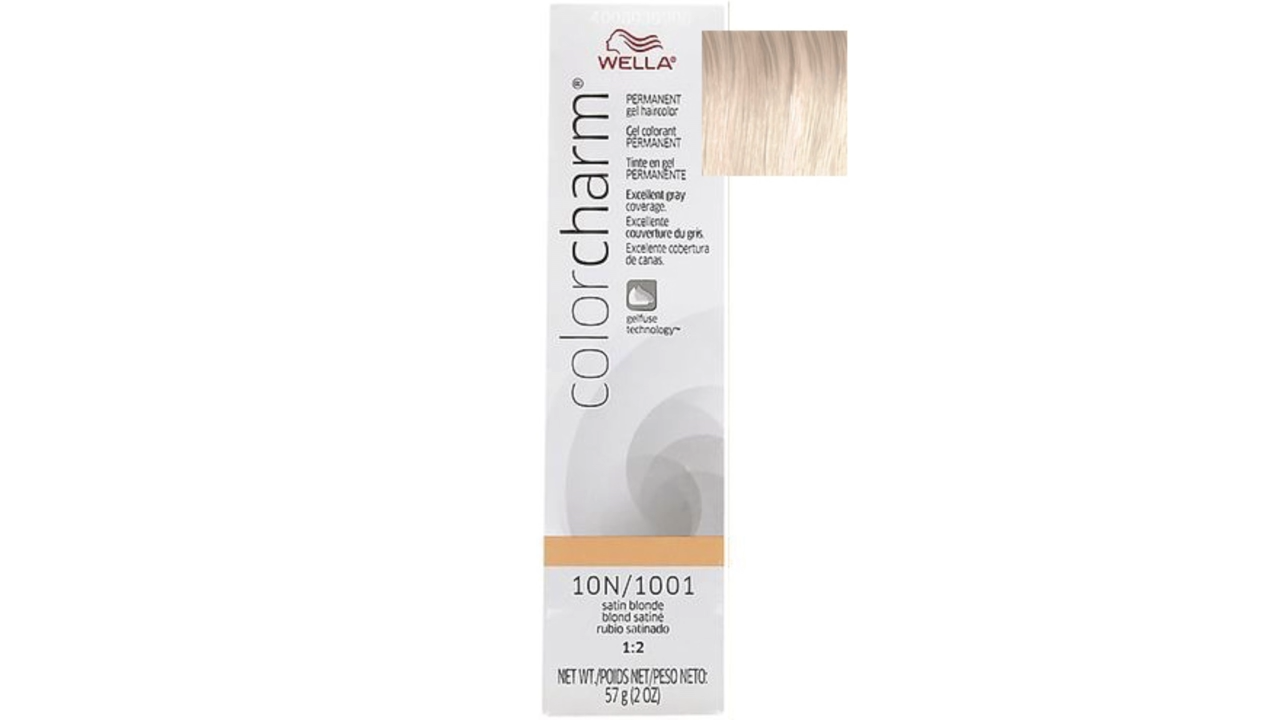 WELLA®
colorcharm®
PERMANENT
gel haircolor
Gel colorant
PERMANENT
Tinte en gel
PERMANENTE
Excellent gray
coverage.
Excellente
couverture du gris.
Excelente cobertura
de canas.
gelfuse
technology™
10N/1001
satin blonde
blond satiné
rubio satinado
1:2
NET WT./POIDS NET/PESO NETO:
57 g (2 OZ)